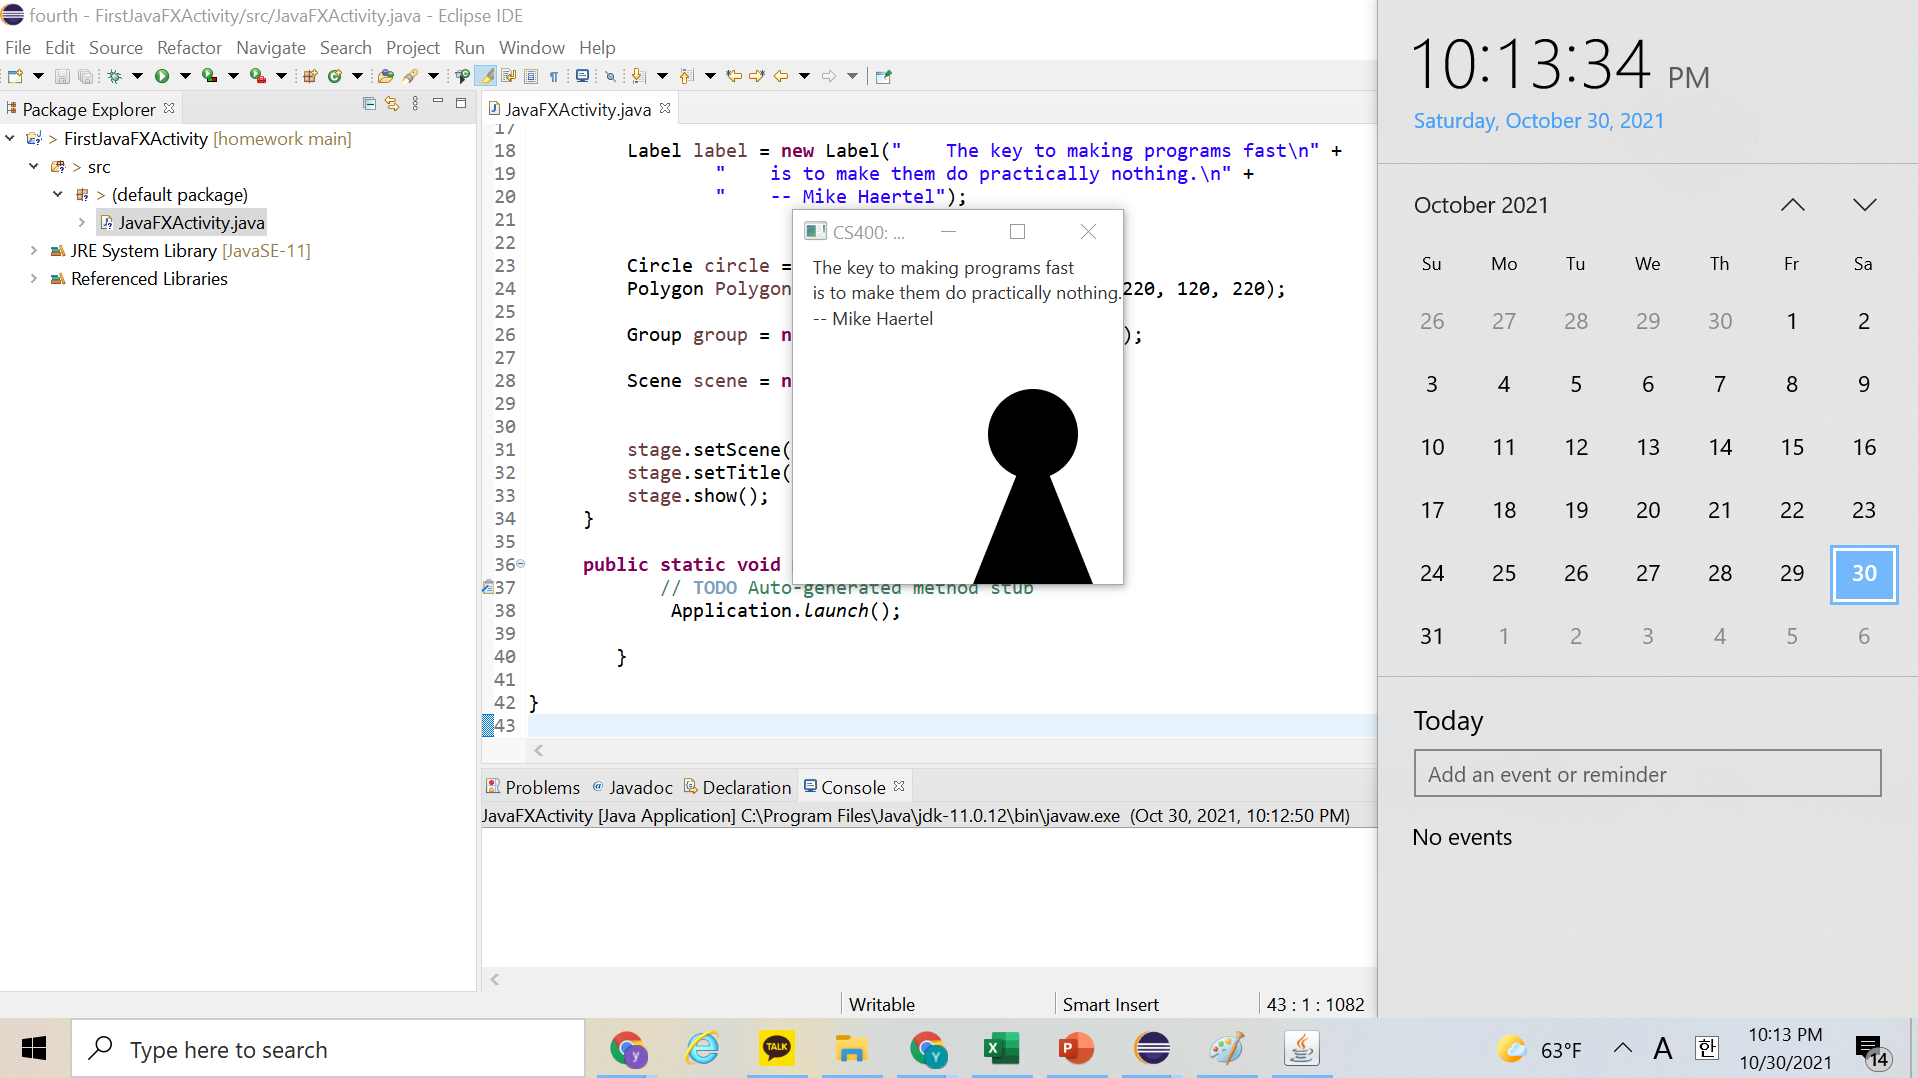 fourth - FirstJavaFXActivity/src/JavaFXActivity.java - Eclipse IDE
File Edit Source Refactor Navigate Search Project Run Window Help
Package Explorer
> FirstJavaFXActivity [homework main]
> src
> (default package)
JavaFXActivity.java
JRE System Library [JavaSE-11]
Referenced Libraries
JavaFXActivity.java
17
18 Label label = new Label("    The key to making programs fast\n" +
19 "    is to make them do practically nothing.\n" +
20 "    -- Mike Haertel");
21
22
23 Circle circle =
24 Polygon Polygon 220, 120, 220);
25
26 Group group = n );
27
28 Scene scene = n
29
30
31 stage.setScene(
32 stage.setTitle(
33 stage.show();
34 }
35
36 public static void
37 // TODO Auto-generated method stub
38 Application.launch();
39
40 }
41
42 }
43
CS400: ...
The key to making programs fast
is to make them do practically nothing.
-- Mike Haertel
Problems @ Javadoc Declaration Console
JavaFXActivity [Java Application] C:\Program Files\Java\jdk-11.0.12\bin\javaw.exe (Oct 30, 2021, 10:12:50 PM)
Writable Smart Insert 43 : 1 : 1082
10:13:34 PM
Saturday, October 30, 2021
October 2021
Su Mo Tu We Th Fr Sa
26 27 28 29 30 1 2
3 4 5 6 7 8 9
10 11 12 13 14 15 16
17 18 19 20 21 22 23
24 25 26 27 28 29 30
31 1 2 3 4 5 6
Today
Add an event or reminder
No events
Type here to search
y
TALK
Y
X
P
63°F
A
한
10:13 PM
10/30/2021
14